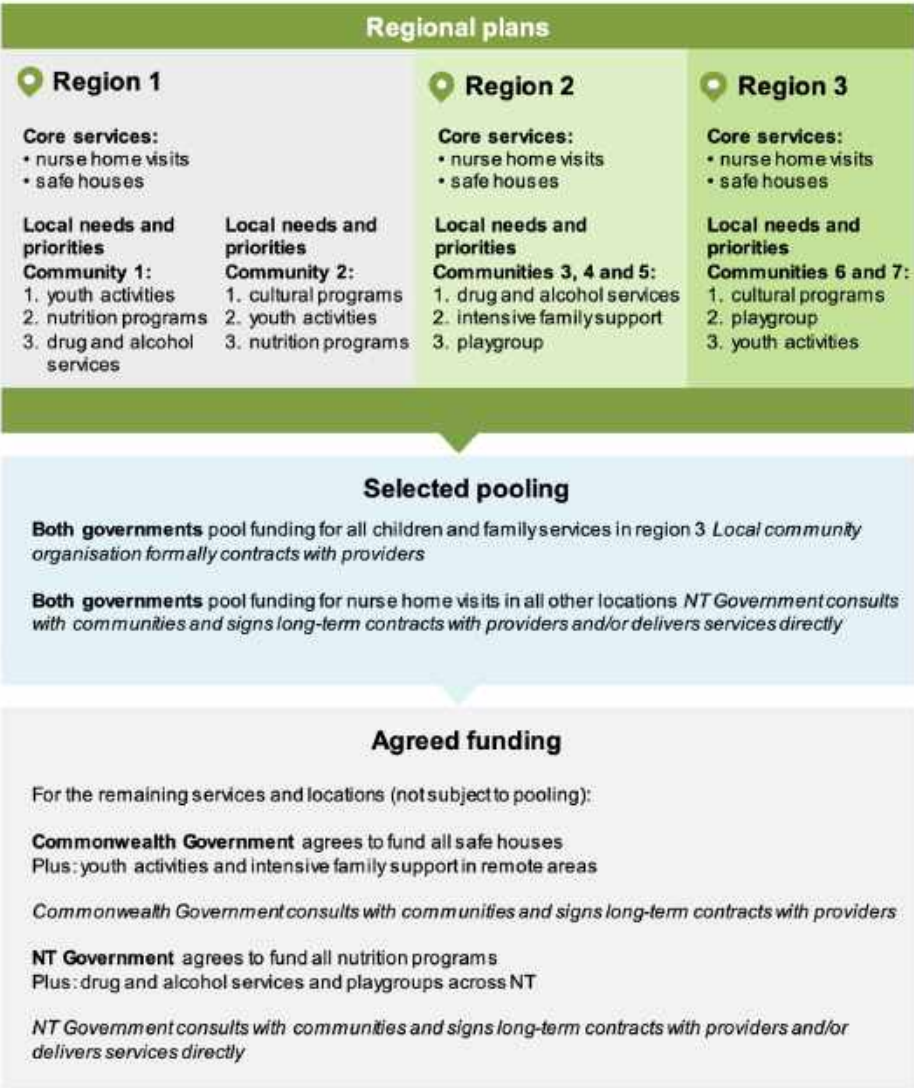 Regional plans
Region 1
Core services:
• nurse home visits
• safe houses
Local needs and
priorities
Community 1:
1. youth activities
2. nutrition programs
3. drug and alcohol
services
Local needs and
priorities
Community 2:
1. cultural programs
2. youth activities
3. nutrition programs
Region 2
Core services:
• nurse home visits
• safe houses
Local needs and
priorities
Communities 3, 4 and 5:
1. drug and alcohol services
2. intensive family support
3. playgroup
Region 3
Core services:
• nurse home visits
• safe houses
Local needs and
priorities
Communities 6 and 7:
1. cultural programs
2. playgroup
3. youth activities
Selected pooling
Both governments pool funding for all children and family services in region 3 Local community
organisation formally contracts with providers
Both governments pool funding for nurse home visits in all other locations NT Government consults
with communities and signs long-term contracts with providers and/or delivers services directly
Agreed funding
For the remaining services and locations (not subject to pooling):
Commonwealth Government agrees to fund all safe houses
Plus: youth activities and intensive family support in remote areas
Commonwealth Government consults with communities and signs long-term contracts with providers
NT Government agrees to fund all nutrition programs
Plus: drug and alcohol services and playgroups across NT
NT Government consults with communities and signs long-term contracts with providers and/or
delivers services directly